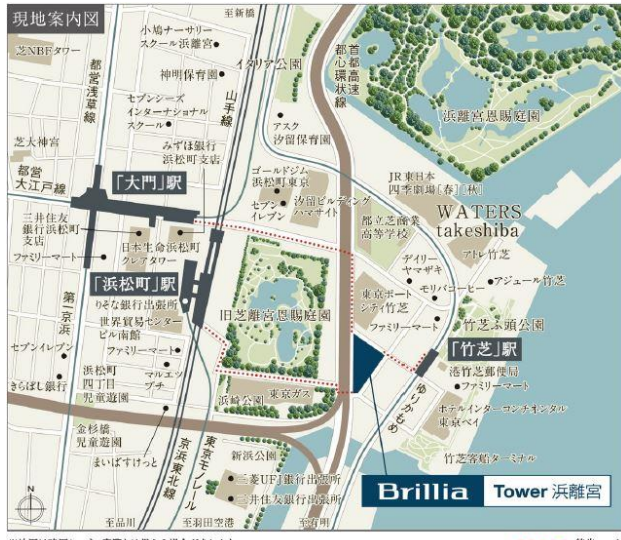 現地案内図
至新橋
芝NBFタワー
小鳩ナーサリー
スクール浜離宮
神明保育園
イタリア公園
首都高速
都心環状線
都営浅草線
山手線
浜離宮恩賜庭園
セブンシーズ
インターナショナル
スクール
アスク
汐留保育園
芝大神宮
みずほ銀行
浜松町支店
都営
大江戸線
「大門」駅
ゴールドジム
浜松町東京
セブン
イレブン
汐留ビルディング
ハマサイト
JR東日本
四季劇場[春][秋]
都立芝商業
高等学校
WATERS
takeshiba
アトレ竹芝
三井住友
銀行浜松町
支店
ファミリーマート
日本生命浜松町
クレアタワー
デイリー
ヤマザキ
モリバコーヒー
アジュール竹芝
「浜松町」駅
りそな銀行出張所
旧芝離宮恩賜庭園
東京ポート
シティ竹芝
ファミリーマート
竹芝ふ頭公園
第一京浜
世界貿易センター
ビル南館
ファミリーマート
「竹芝」駅
港竹芝郵便局
ファミリーマート
セブンイレブン
きらぼし銀行
浜松町
四丁目
児童遊園
マルエツ
プチ
浜崎公園
東京ガス
ゆりかもめ
ホテルインターコンチネンタル
東京ベイ
金杉橋
児童遊園
まいばすけっと
京浜東北線
東京モノレール
新浜公園
三菱UFJ銀行出張所
三井住友銀行出張所
竹芝客船ターミナル
Brillia Tower 浜離宮
N
至品川
至羽田空港
至有明